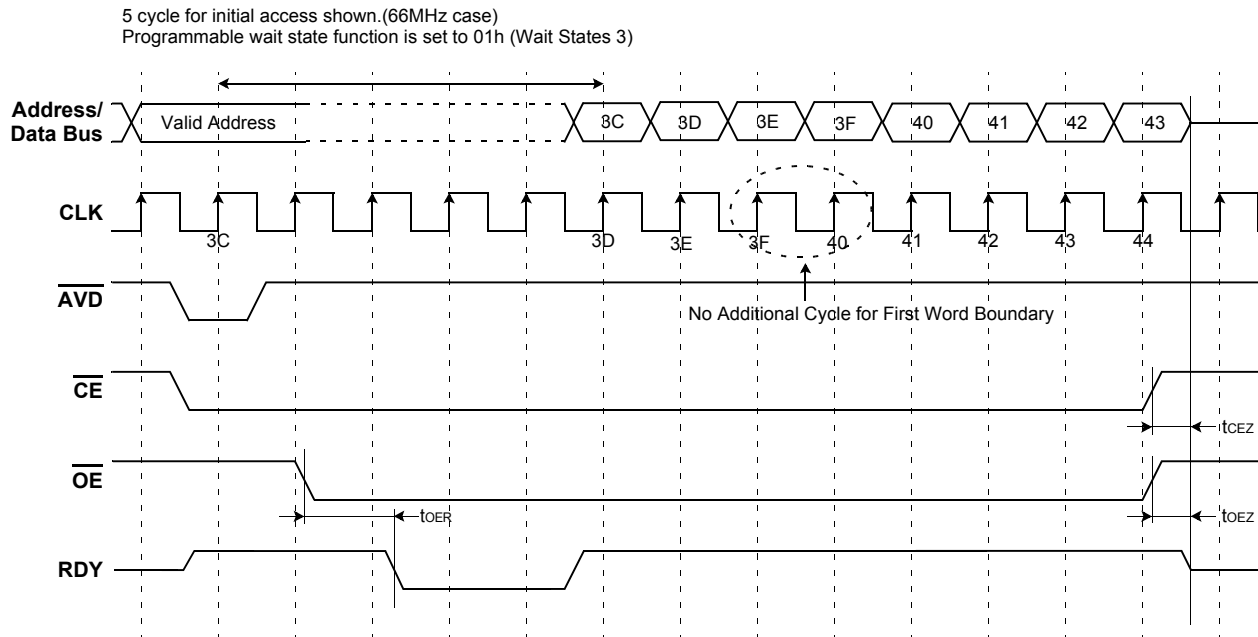 5 cycle for initial access shown.(66MHz case)
Programmable wait state function is set to 01h (Wait States 3)
Address/
Data Bus
Valid Address
3C
3D
3E
3F
40
41
42
43
CLK
3C
3D
3E
3F
40
41
42
43
44
AVD
No Additional Cycle for First Word Boundary
CE
tCEZ
OE
tOER
tOEZ
RDY